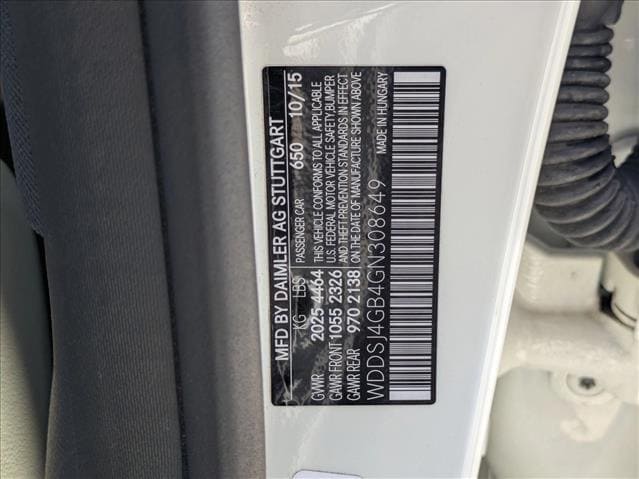 MFD BY DAIMLER AG STUTTGART
PASSENGER CAR 650 10/15
KG LBS
GVWR 2025 4464
GAWR FRONT 1055 2326
GAWR REAR 970 2138
THIS VEHICLE CONFORMS TO ALL APPLICABLE
U.S. FEDERAL MOTOR VEHICLE SAFETY, BUMPER
AND THEFT PREVENTION STANDARDS IN EFFECT
ON THE DATE OF MANUFACTURE SHOWN ABOVE
MADE IN HUNGARY
WDDSJ4GB4GN308649